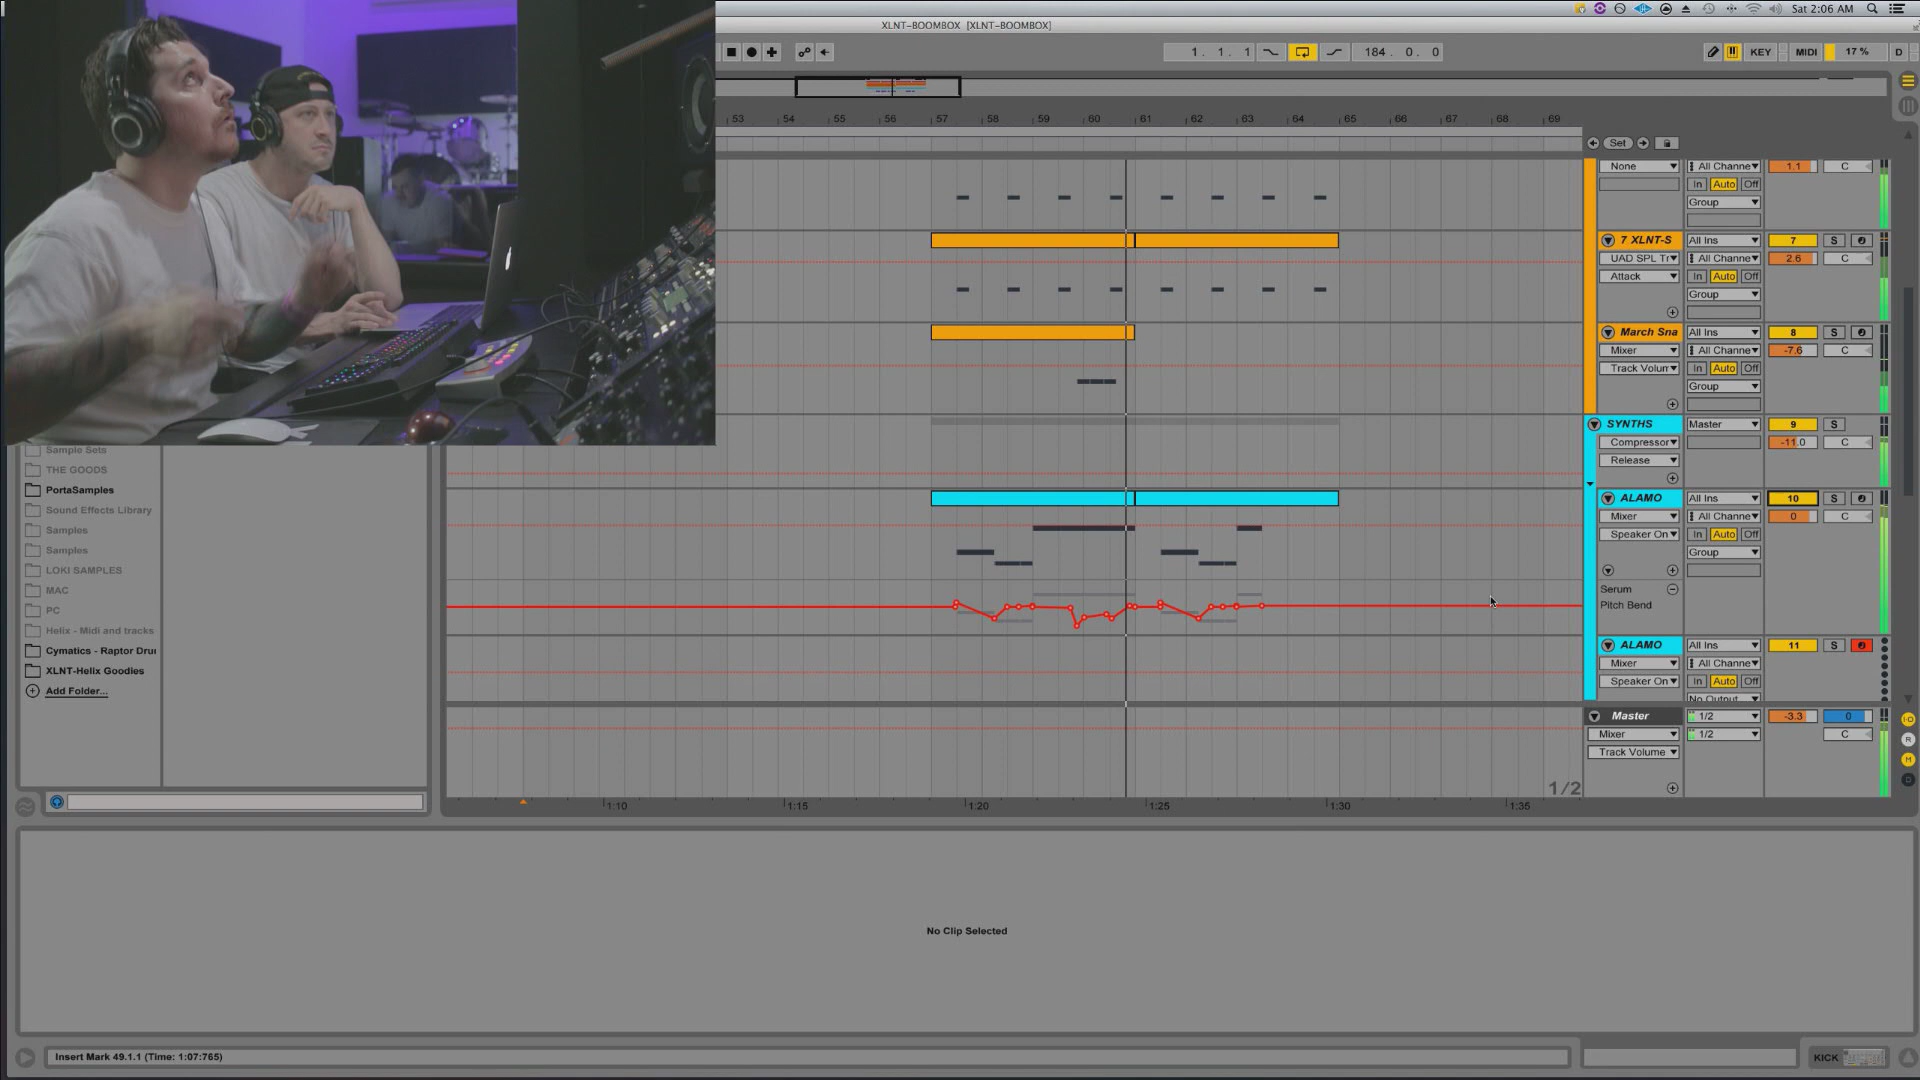 Sat 2:06 AM
XLNT-BOOMBOX [XLNT-BOOMBOX]
1. 1. 1
184. 0. 0
KEY
MIDI
17 %
D
53 54 55 56 57 58 59 60 61 62 63 64 65 66 67 68 69
Set
None
All Channe
1.1
C
In Auto Off
Group
7 XLNT-S
All Ins
7
S
UAD SPL Tr
All Channe
2.6
C
Attack
In Auto Off
Group
March Sna
All Ins
8
S
Mixer
All Channe
-7.6
C
Track Volum
In Auto Off
Group
SYNTHS
Master
9
S
Compressor
-11.0
C
Release
ALAMO
All Ins
10
S
Mixer
All Channe
0
C
Speaker On
In Auto Off
Group
Serum
Pitch Bend
ALAMO
All Ins
11
S
Mixer
All Channe
C
Speaker On
In Auto Off
No Output
Master
1/2
-3.3
0
Mixer
1/2
C
Track Volume
1/2
Sample Sets
THE GOODS
PortaSamples
Sound Effects Library
Samples
Samples
LOKI SAMPLES
MAC
PC
Helix - Midi and tracks
Cymatics - Raptor Dru
XLNT-Helix Goodies
Add Folder...
1:10 1:15 1:20 1:25 1:30 1:35
No Clip Selected
Insert Mark 49.1.1 (Time: 1:07:765)
KICK